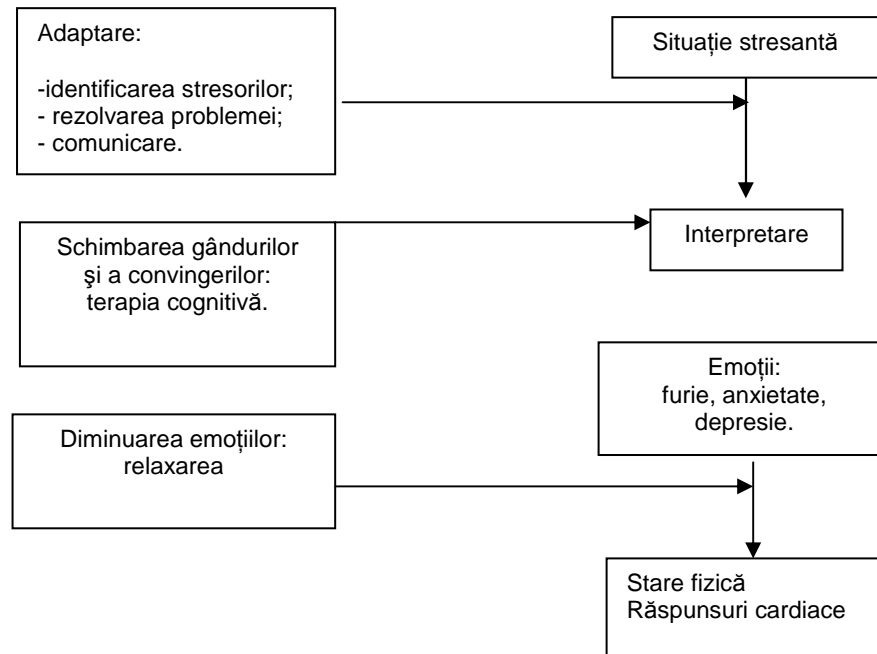 Adaptare:
-identificarea stresorilor;
- rezolvarea problemei;
- comunicare.
Situație stresantă
Schimbarea gândurilor
şi a convingerilor:
terapia cognitivă.
Interpretare
Emoții:
furie, anxietate,
depresie.
Diminuarea emoțiilor:
relaxarea
Stare fizică
Răspunsuri cardiace